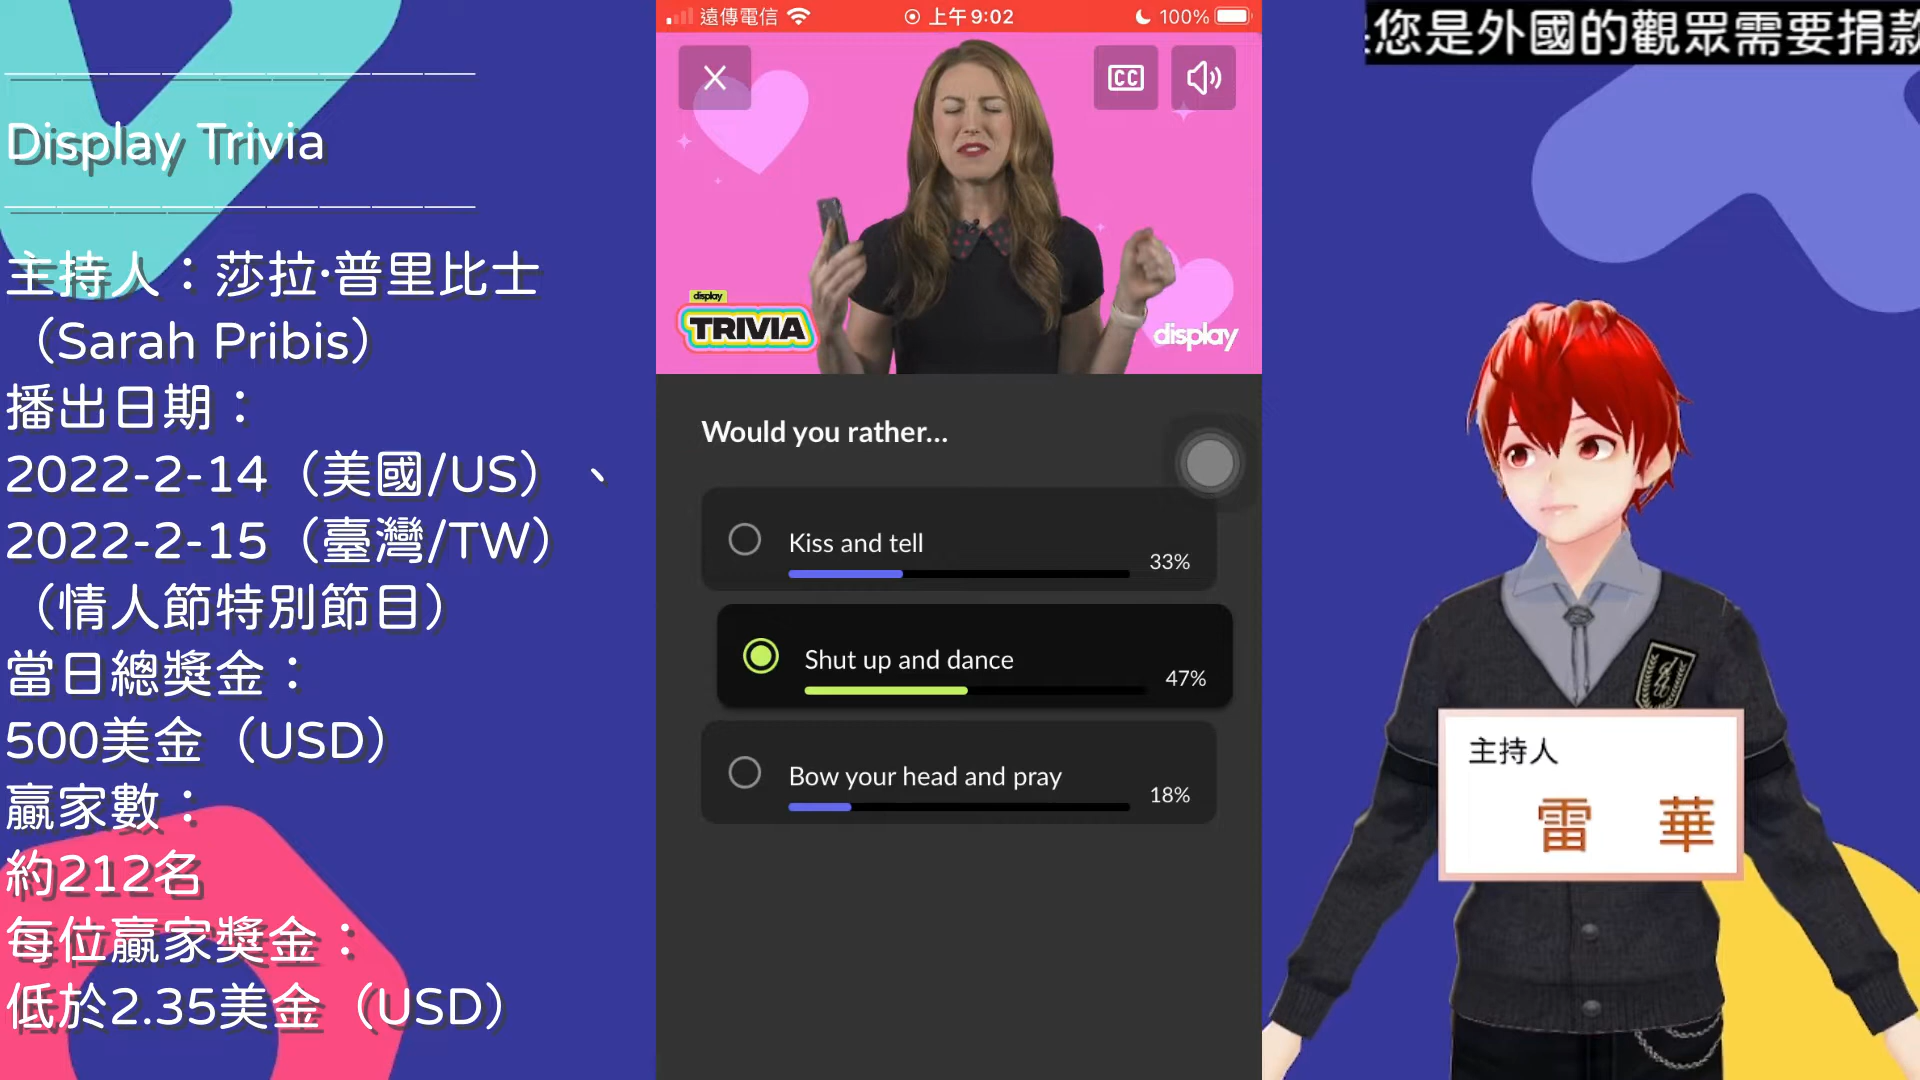 Display Trivia
主持人：莎拉·普里比士
（Sarah Pribis）
播出日期：
2022-2-14（美國/US）、
2022-2-15（臺灣/TW）
（情人節特別節目）
當日總獎金：
500美金（USD）
贏家數：
約212名
每位贏家獎金：
低於2.35美金（USD）
遠傳電信
上午9:02
100%
CC
display
TRIVIA
display
Would you rather...
Kiss and tell
33%
Shut up and dance
47%
Bow your head and pray
18%
您是外國的觀眾需要捐款
主持人
雷 華